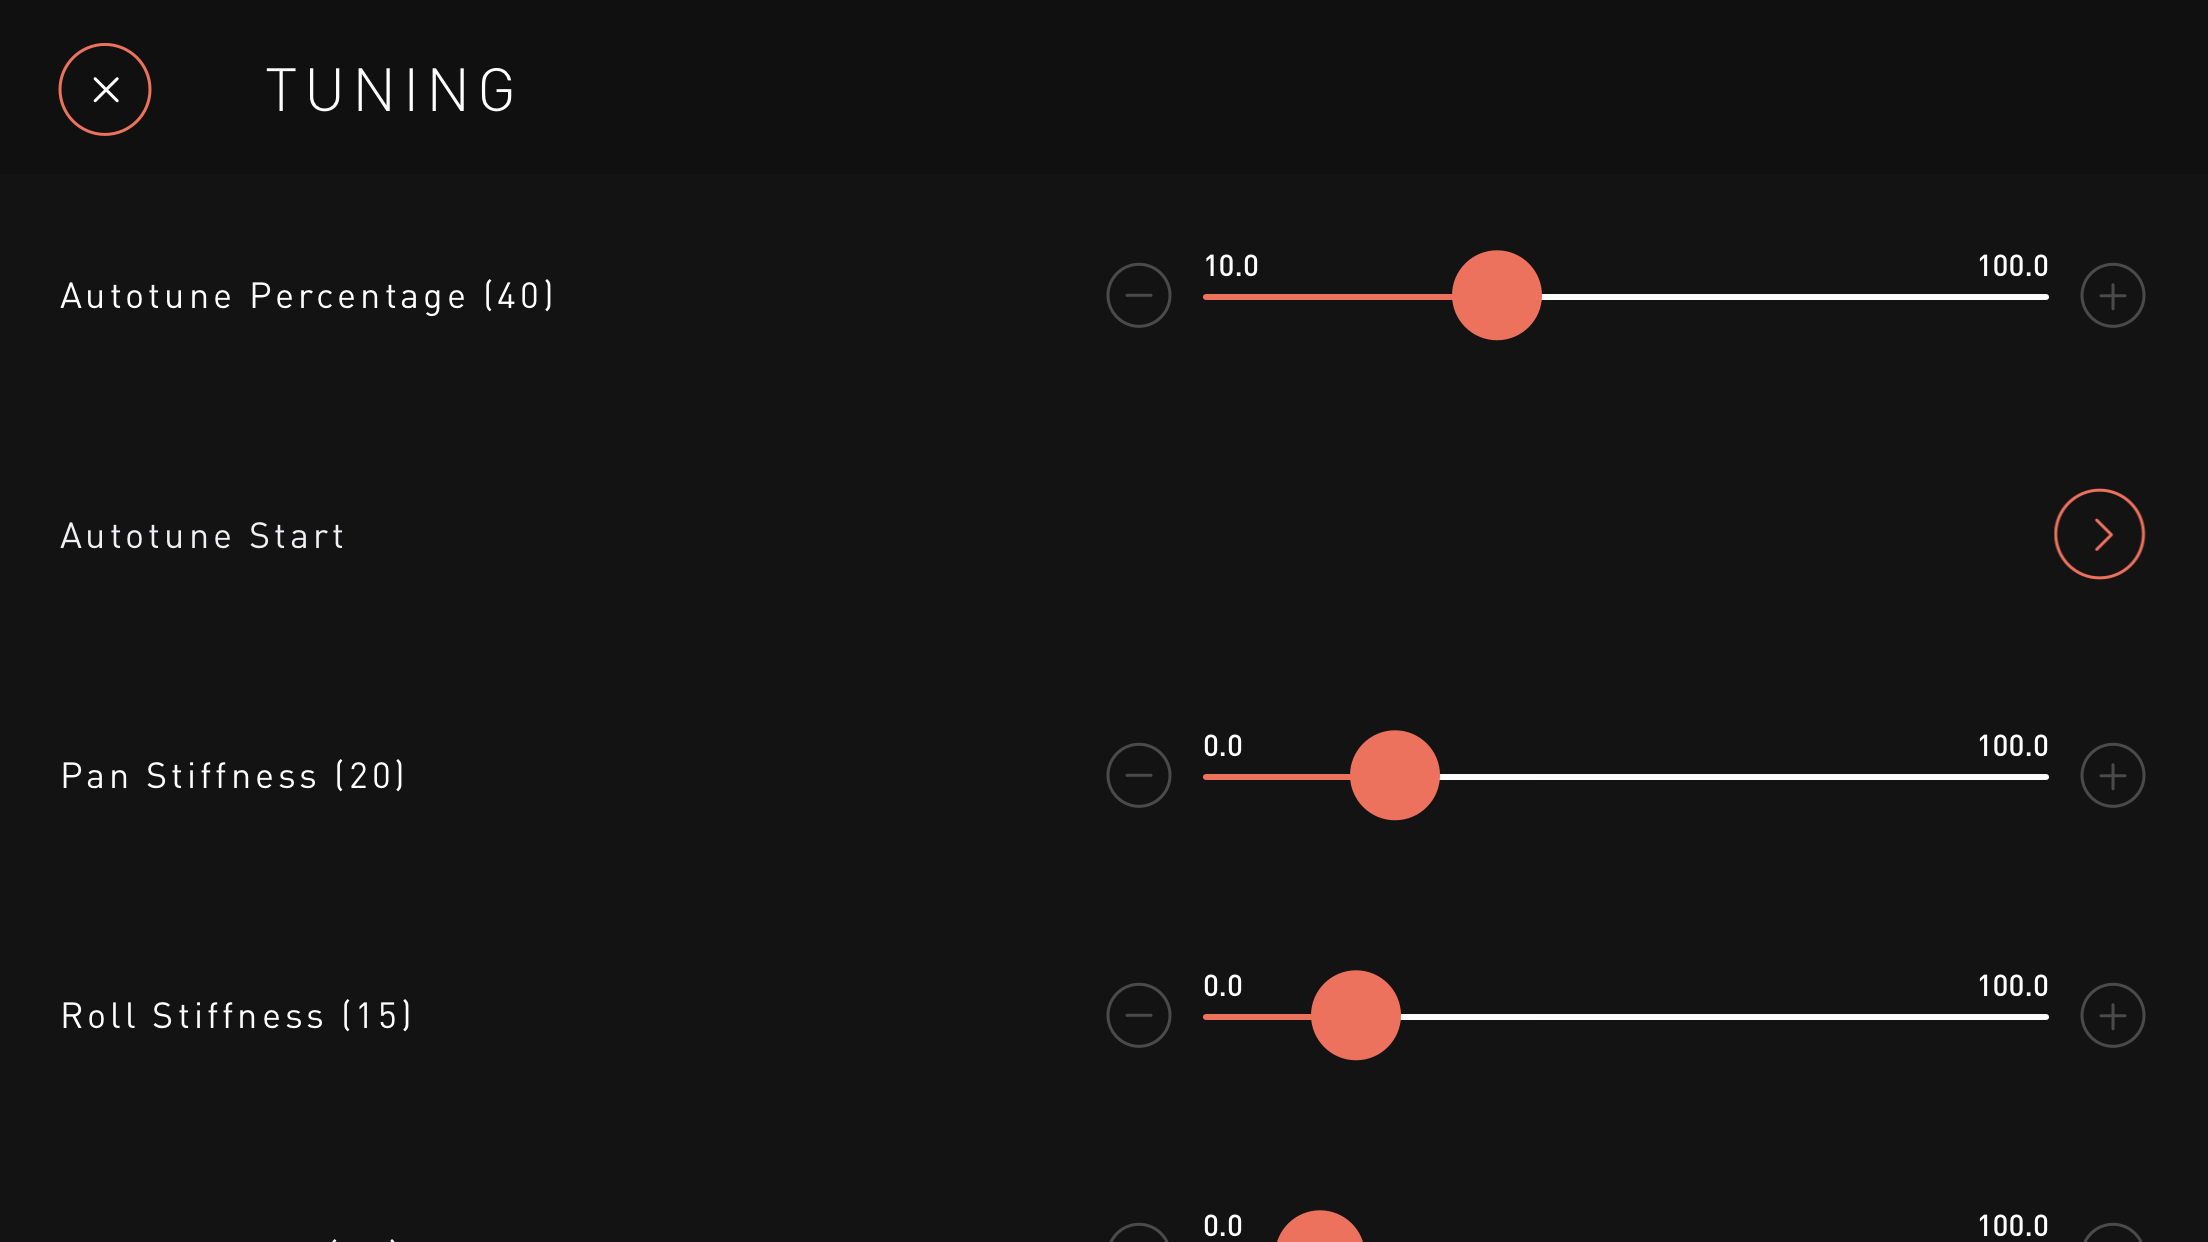 TUNING
Autotune Percentage (40)
10.0 100.0
Autotune Start
Pan Stiffness (20)
0.0 100.0
Roll Stiffness (15)
0.0 100.0
0.0 100.0